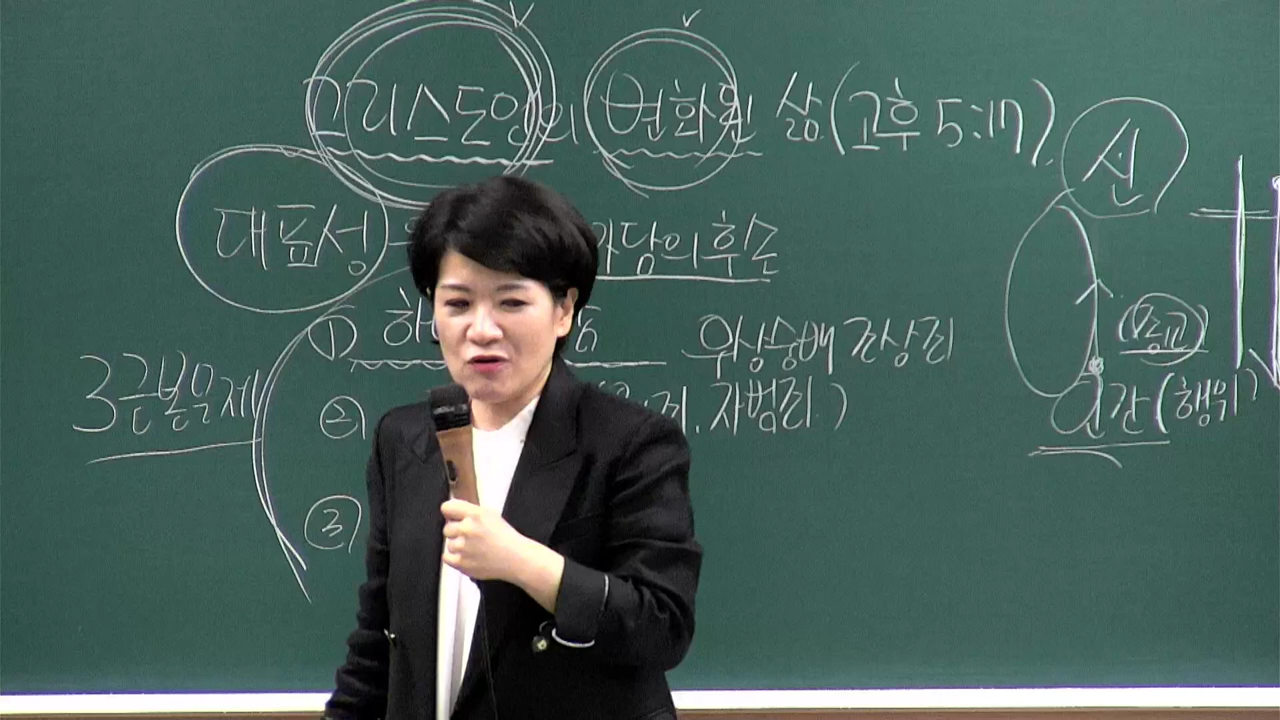 그리스도인의 변화된 삶 (고후 5:17)
신
대표성 아담의 후손
3근본문제
① 우상숭배 조상죄
② 죄. 자범죄.)
종교
③
인간(행위)